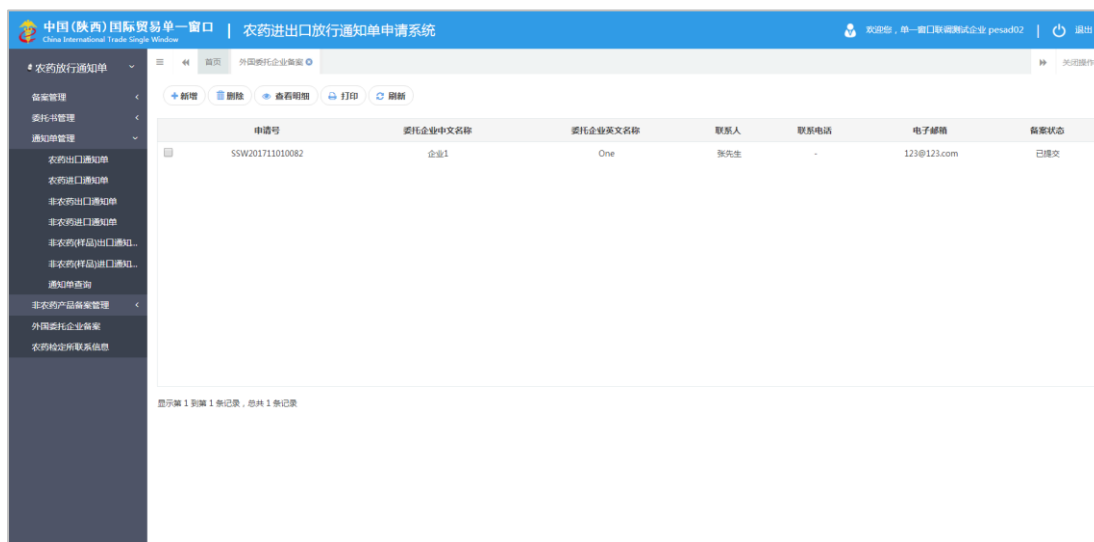 中国(陕西)国际贸易单一窗口 | 农药进出口放行通知单申请系统
China International Trade Single Window
欢迎您，单一窗口联调测试企业 pesad02 | 退出
农药放行通知单
首页 外国委托企业备案
关闭操作
备案管理
委托书管理
通知单管理
农药出口通知单
农药进口通知单
非农药出口通知单
非农药进口通知单
非农药(样品)出口通知...
非农药(样品)进口通知...
通知单查询
非农药产品备案管理
外国委托企业备案
农药检定所联系信息
新增 删除 查看明细 打印 刷新
申请号 委托企业中文名称 委托企业英文名称 联系人 联系电话 电子邮箱 备案状态
SSW201711010082 企业1 One 张先生 - 123@123.com 已提交
显示第 1 到第 1 条记录，总共 1 条记录